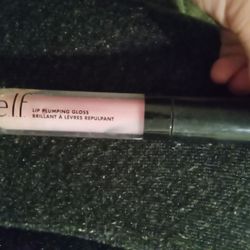 elf
LIP PLUMPING GLOSS
BRILLANT À LÈVRES REPULPANT